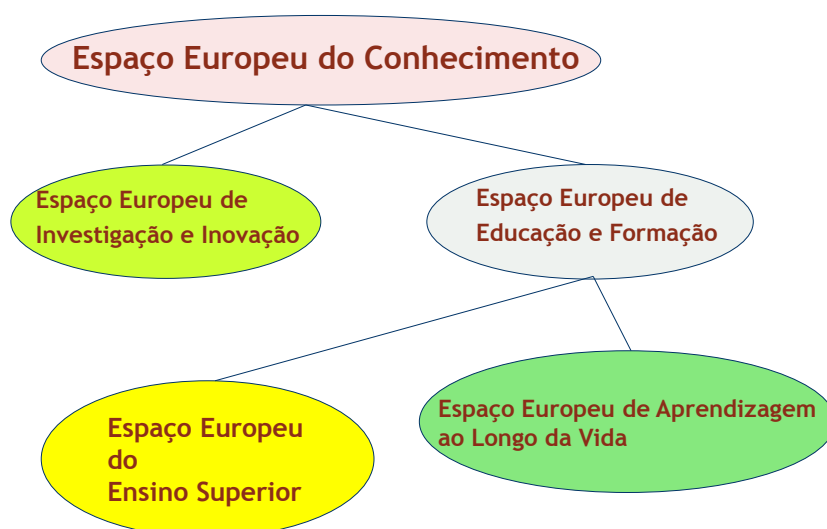 Espaço Europeu do Conhecimento
Espaço Europeu de
Investigação e Inovação
Espaço Europeu de
Educação e Formação
Espaço Europeu
do
Ensino Superior
Espaço Europeu de Aprendizagem
ao Longo da Vida